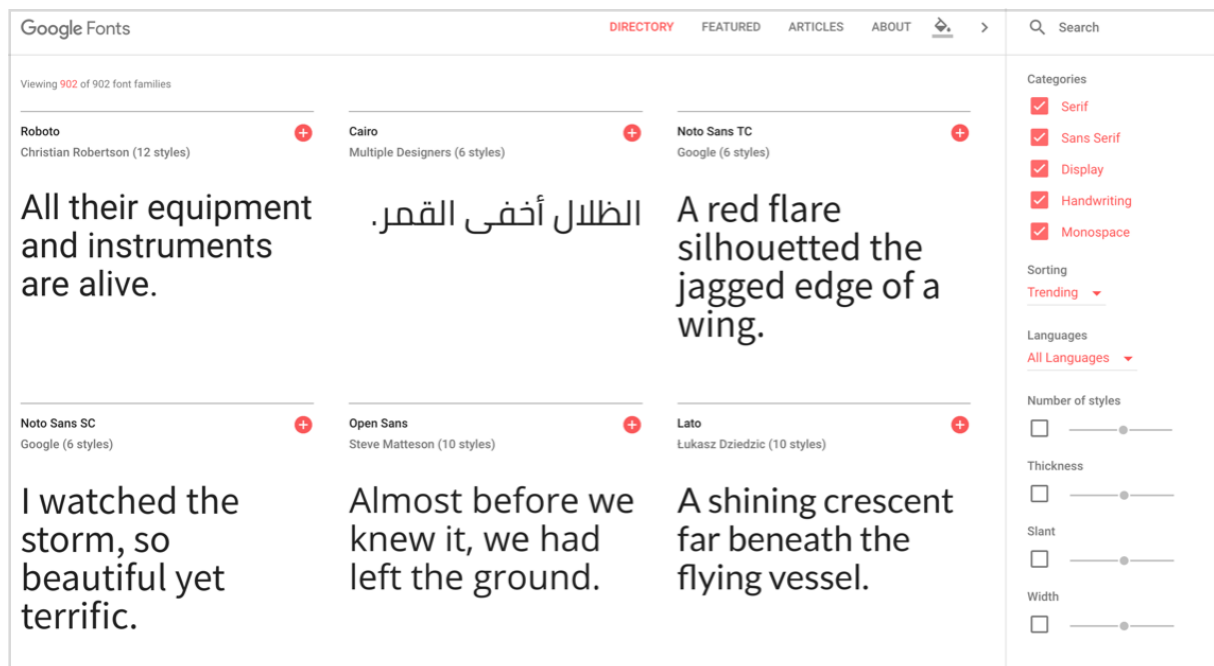 Google Fonts
DIRECTORY FEATURED ARTICLES ABOUT
Search
Viewing 902 of 902 font families
Roboto
Christian Robertson (12 styles)
All their equipment
and instruments
are alive.
Cairo
Multiple Designers (6 styles)
الظلال أخفى القمر.
Noto Sans TC
Google (6 styles)
A red flare
silhouetted the
jagged edge of a
wing.
Noto Sans SC
Google (6 styles)
I watched the
storm, so
beautiful yet
terrific.
Open Sans
Steve Matteson (10 styles)
Almost before we
knew it, we had
left the ground.
Lato
Łukasz Dziedzic (10 styles)
A shining crescent
far beneath the
flying vessel.
Categories
Serif
Sans Serif
Display
Handwriting
Monospace
Sorting
Trending
Languages
All Languages
Number of styles
Thickness
Slant
Width